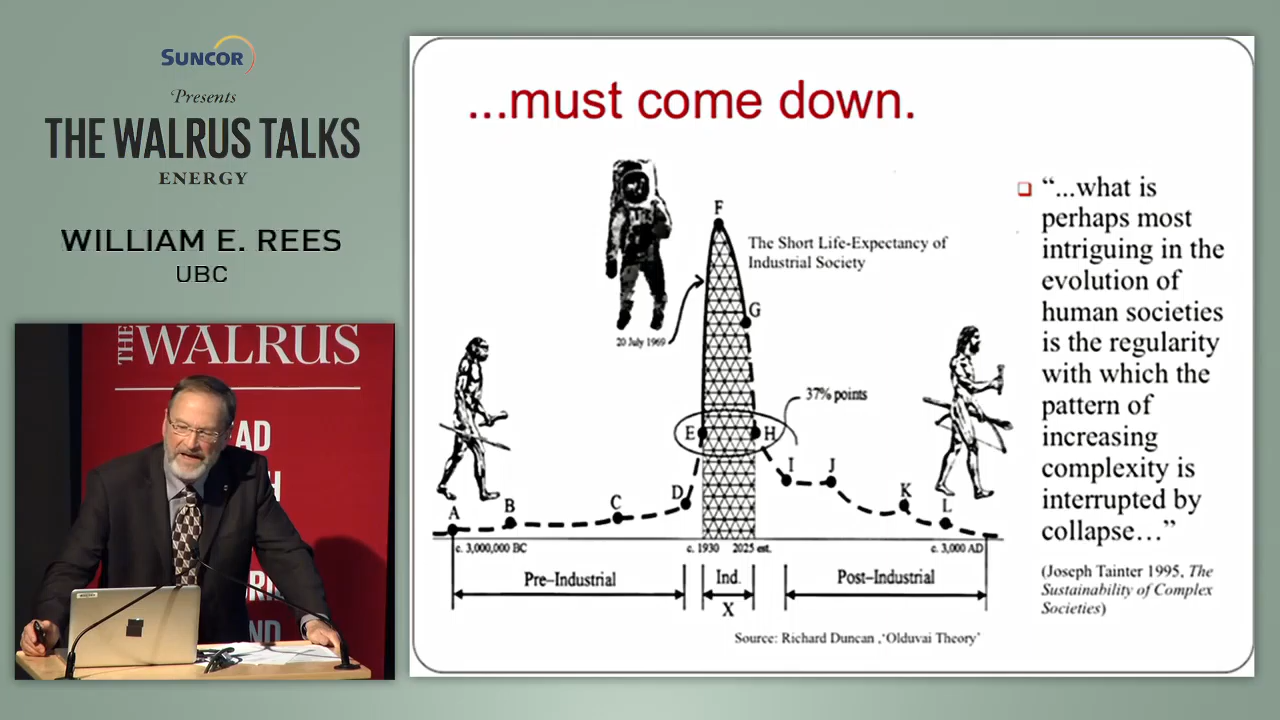 SUNCOR
Presents
THE WALRUS TALKS
ENERGY
WILLIAM E. REES
UBC
THE WALRUS
AD
...must come down.
F
The Short Life-Expectancy of
Industrial Society
G
20 July 1969
37% points
E
H
I
J
D
C
B
A
K
L
c. 3,000,000 BC
c. 1930
2025 est.
c. 3,000 AD
Pre–Industrial
Ind.
Post–Industrial
X
Source: Richard Duncan ,‘Olduvai Theory’
“...what is
perhaps most
intriguing in the
evolution of
human societies
is the regularity
with which the
pattern of
increasing
complexity is
interrupted by
collapse…”
(Joseph Tainter 1995, The
Sustainability of Complex
Societies)